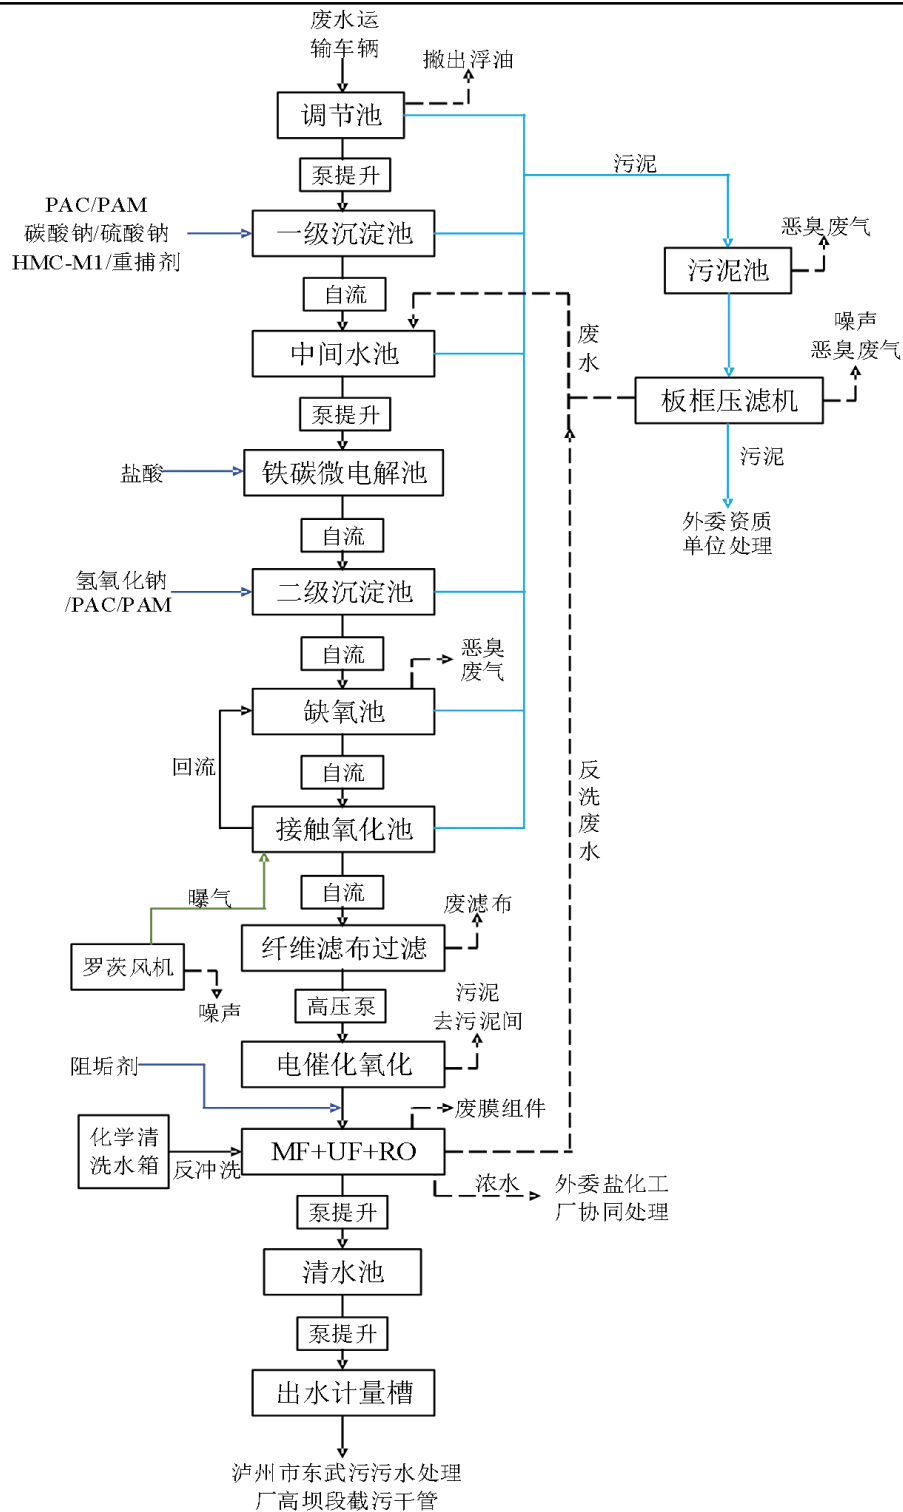 废水运
输车辆
撇出浮油
调节池
污泥
泵提升
PAC/PAM
碳酸钠/硫酸钠
HMC-M1/重捕剂
一级沉淀池
恶臭废气
污泥池
自流
噪声
恶臭废气
废
水
中间水池
板框压滤机
泵提升
污泥
盐酸
铁碳微电解池
外委资质
单位处理
自流
氢氧化钠
/PAC/PAM
二级沉淀池
自流
恶臭
废气
缺氧池
回流
自流
反
洗
废
水
接触氧化池
曝气
自流
废滤布
纤维滤布过滤
罗茨风机
噪声
高压泵
污泥
去污泥间
阻垢剂
电催化氧化
废膜组件
化学清
洗水箱
反冲洗
MF+UF+RO
浓水
外委盐化工
厂协同处理
泵提升
清水池
泵提升
出水计量槽
泸州市东武污污水处理
厂高坝段截污干管